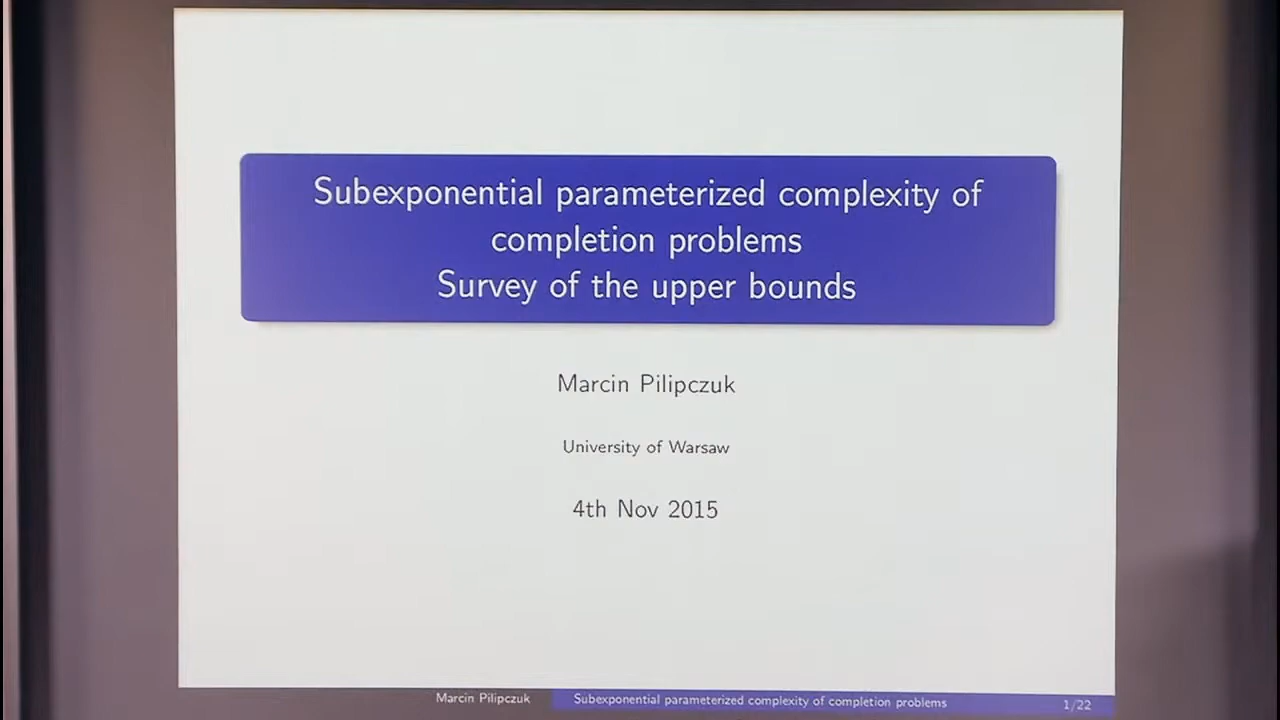 Subexponential parameterized complexity of
completion problems
Survey of the upper bounds
Marcin Pilipczuk
University of Warsaw
4th Nov 2015
Marcin Pilipczuk
Subexponential parameterized complexity of completion problems
1/22